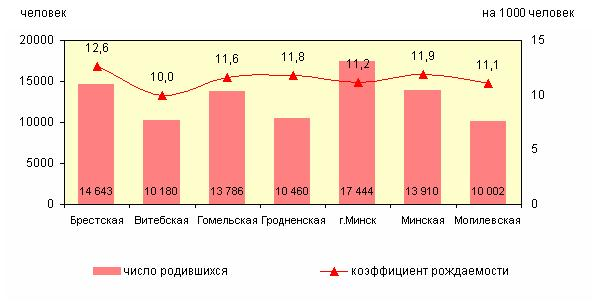 человек на 1000 человек
20000 15
12,6 11,6 11,8 11,2 11,9 11,1
10,0
15000
10
10000
5000 5
14 643 10 180 13 786 10 460 17 444 13 910 10 002
0 0
Брестская Витебская Гомельская Гродненская г.Минск Минская Могилевская
число родившихся коэффициент рождаемости